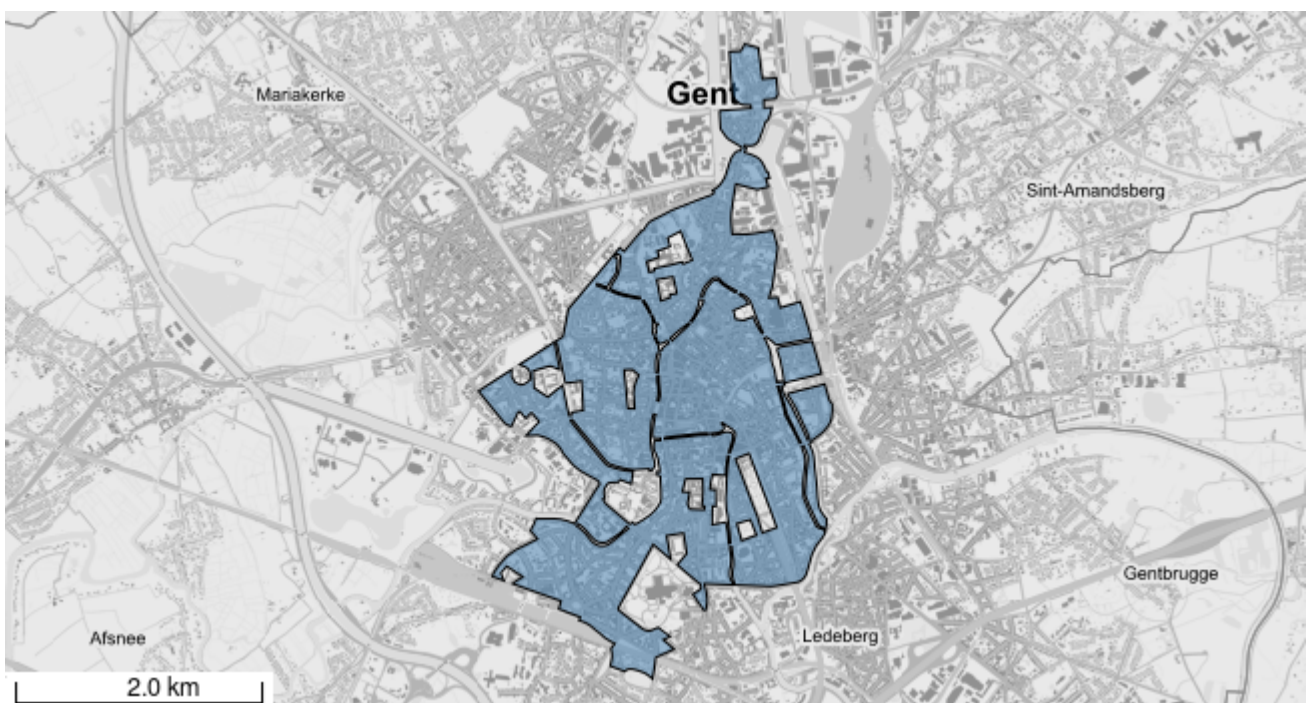 Mariakerke
Gent
Sint-Amandsberg
Gentbrugge
Afsnee
Ledeberg
2.0 km